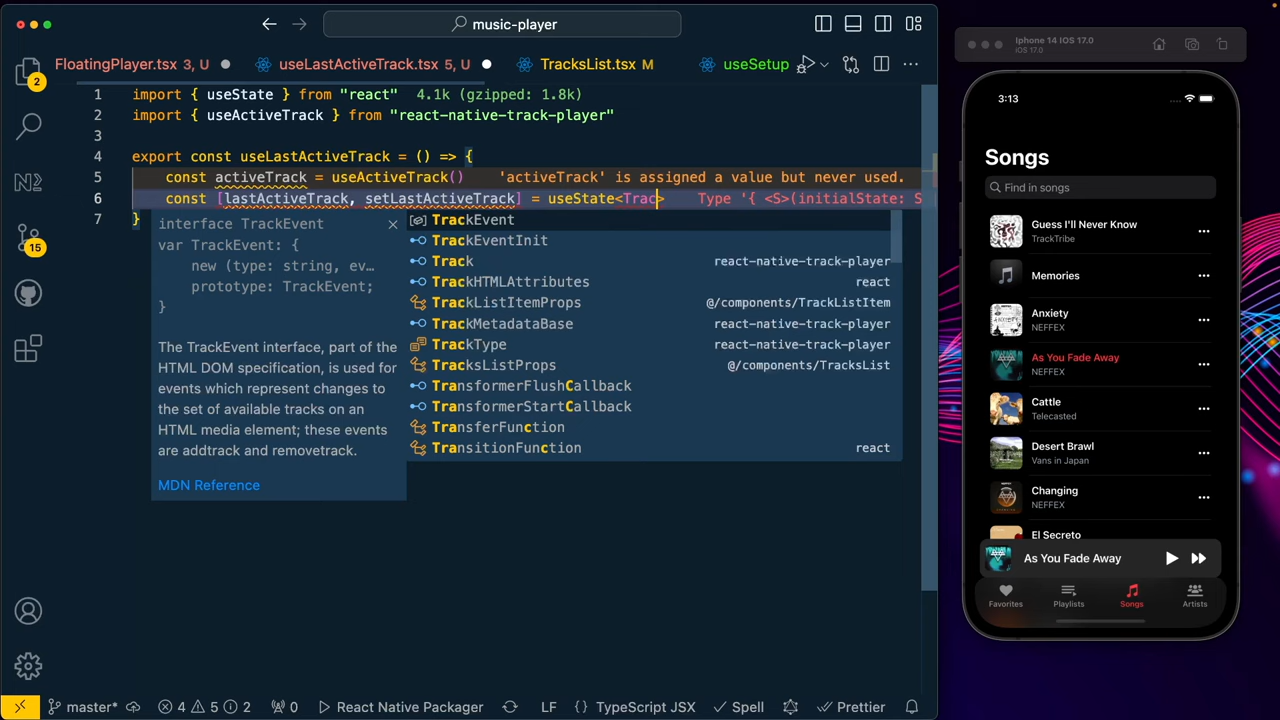 music-player
FloatingPlayer.tsx 3, U
useLastActiveTrack.tsx 5, U
TracksList.tsx M
useSetup
2
15
1 import { useState } from "react" 4.1k (gzipped: 1.8k)
2 import { useActiveTrack } from "react-native-track-player"
3
4 export const useLastActiveTrack = () => {
5 const activeTrack = useActiveTrack() 'activeTrack' is assigned a value but never used.
6 const [lastActiveTrack, setLastActiveTrack] = useState<Trac> Type '{ <S>(initialState: S
7 }
interface TrackEvent
var TrackEvent: {
new (type: string, ev…
prototype: TrackEvent;
}
The TrackEvent interface, part of the
HTML DOM specification, is used for
events which represent changes to
the set of available tracks on an
HTML media element; these events
are addtrack and removetrack.
MDN Reference
TrackEvent
TrackEventInit
Track react-native-track-player
TrackHTMLAttributes react
TrackListItemProps @/components/TrackListItem
TrackMetadataBase react-native-track-player
TrackType react-native-track-player
TracksListProps @/components/TracksList
TransformerFlushCallback
TransformerStartCallback
TransferFunction
TransitionFunction react
master* 4 5 2 0 React Native Packager LF {} TypeScript JSX Spell Prettier
Iphone 14 IOS 17.0
iOS 17.0
3:13
Songs
Find in songs
Guess I'll Never Know
TrackTribe
Memories
Anxiety
NEFFEX
As You Fade Away
NEFFEX
Cattle
Telecasted
Desert Brawl
Vans in Japan
Changing
NEFFEX
El Secreto
As You Fade Away
Favorites Playlists Songs Artists